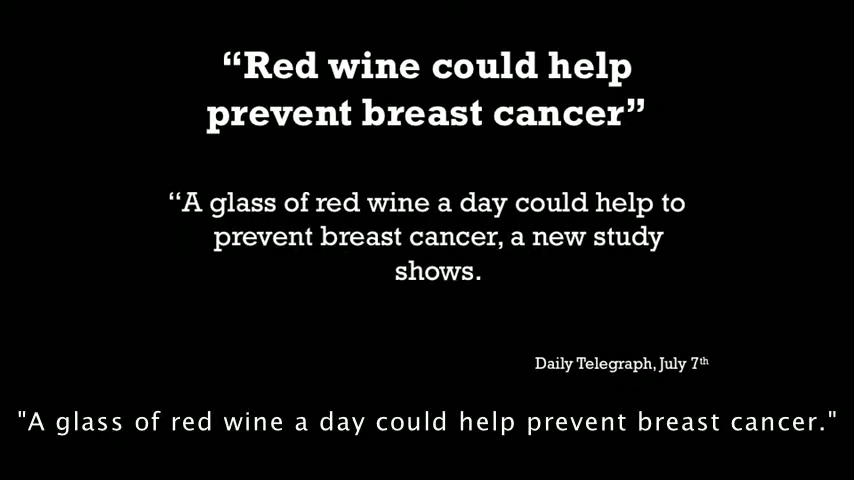 “Red wine could help
prevent breast cancer”
“A glass of red wine a day could help to
prevent breast cancer, a new study
shows.
Daily Telegraph, July 7th
"A glass of red wine a day could help prevent breast cancer."